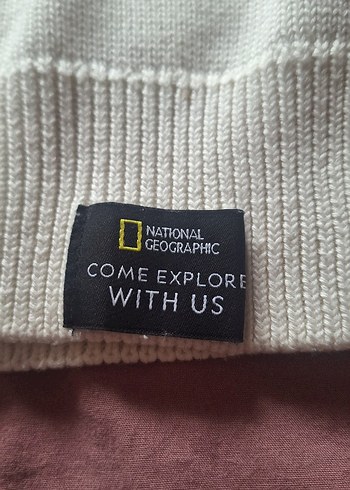 NATIONAL
GEOGRAPHIC
COME EXPLORE
WITH US